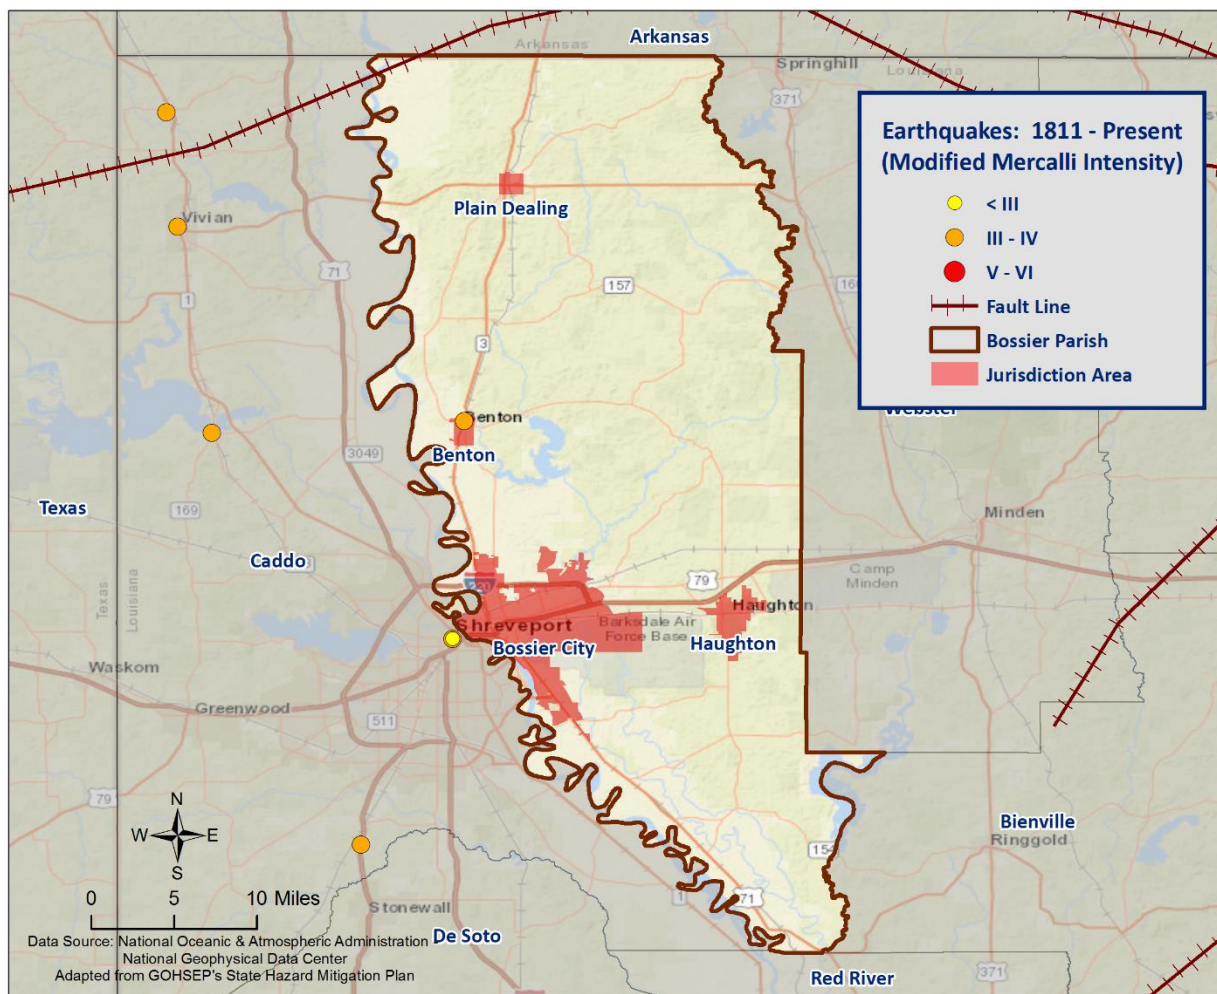 Arkansas
Arkansas
Springhill
Louisiana
371
Earthquakes: 1811 - Present
(Modified Mercalli Intensity)
< III
III - IV
V - VI
Fault Line
Bossier Parish
Jurisdiction Area
Plain Dealing
Vivian
71
157
1
3
Benton
Benton
3049
Texas
169
Caddo
Minden
Texas
Louisiana
79
Camp
Minden
220
Haughton
Shreveport
Barksdale Air
Force Base
Bossier City
Haughton
Waskom
Greenwood
511
79
N
W E
S
Bienville
Ringgold
154
71
1
0 5 10 Miles
Stonewall
De Soto
Red River
371
Data Source: National Oceanic & Atmospheric Administration
National Geophysical Data Center
Adapted from GOHSEP's State Hazard Mitigation Plan